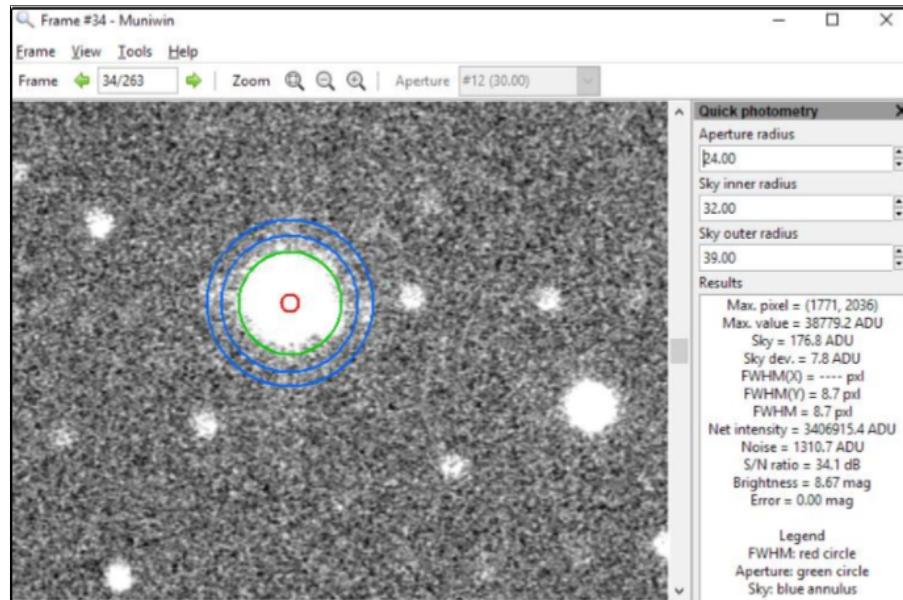 Frame #34 - Muniwin
Frame View Tools Help
Frame 34/263 Zoom Aperture #12 (30.00)
Quick photometry
Aperture radius
24.00
Sky inner radius
32.00
Sky outer radius
39.00
Results
Max. pixel = (1771, 2036)
Max. value = 38779.2 ADU
Sky = 176.8 ADU
Sky dev. = 7.8 ADU
FWHM(X) = ---- pxl
FWHM(Y) = 8.7 pxl
FWHM = 8.7 pxl
Net intensity = 3406915.4 ADU
Noise = 1310.7 ADU
S/N ratio = 34.1 dB
Brightness = 8.67 mag
Error = 0.00 mag
Legend
FWHM: red circle
Aperture: green circle
Sky: blue annulus